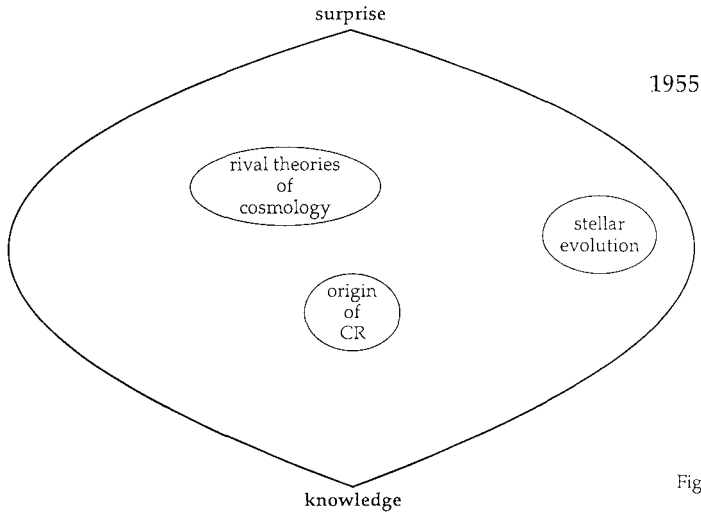 surprise
1955
rival theories
of
cosmology
stellar
evolution
origin
of
CR
Fig
knowledge